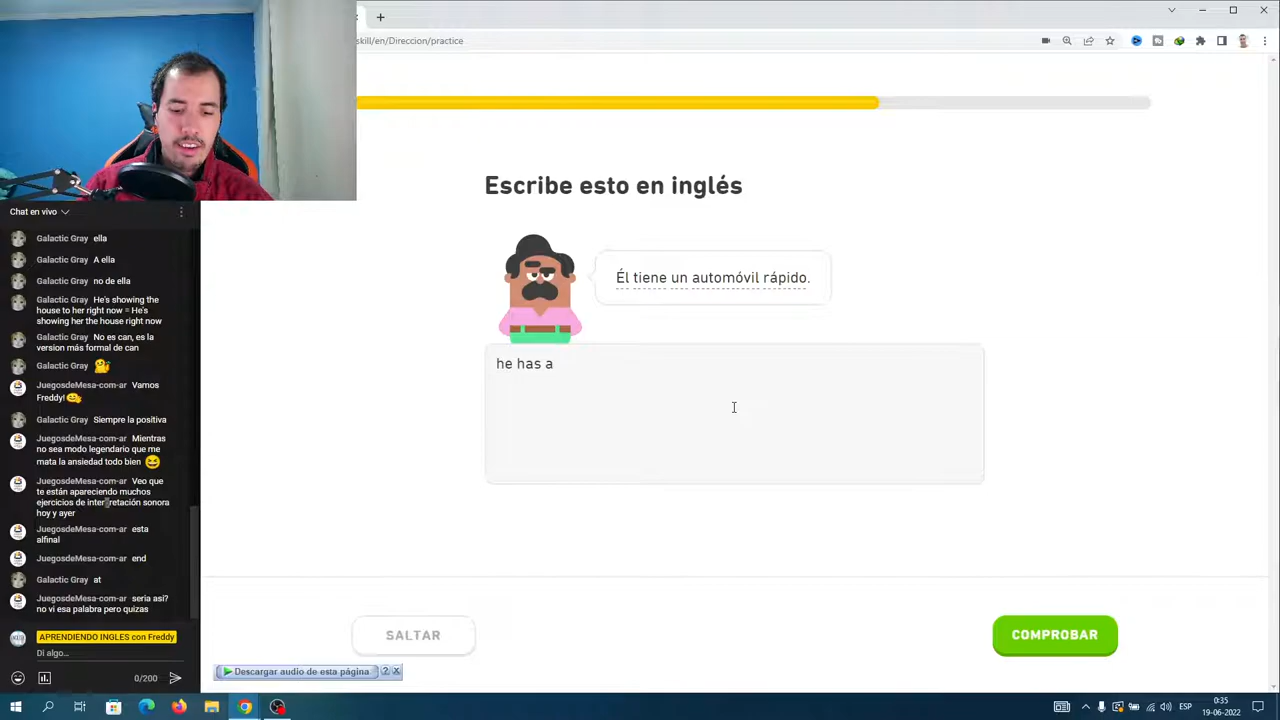 skill/en/Direccion/practice
Escribe esto en inglés
Él tiene un automóvil rápido.
he has a
SALTAR
COMPROBAR
Chat en vivo
Galactic Gray ella
Galactic Gray A ella
Galactic Gray no de ella
Galactic Gray He's showing the
house to her right now = He's
showing her the house right now
Galactic Gray No es can, es la
version más formal de can
Galactic Gray
JuegosdeMesa-com-ar Vamos
Freddy!
Galactic Gray Siempre la positiva
JuegosdeMesa-com-ar Mientras
no sea modo legendario que me
mata la ansiedad todo bien
JuegosdeMesa-com-ar Veo que
te están apareciendo muchos
ejercicios de interpretación sonora
hoy y ayer
JuegosdeMesa-com-ar esta
alfinal
JuegosdeMesa-com-ar end
Galactic Gray at
JuegosdeMesa-com-ar seria asi?
no vi esa palabra pero quizas
APRENDIENDO INGLES con Freddy
Di algo...
0/200
Descargar audio de esta página ? x
ESP
0:35
19-06-2022